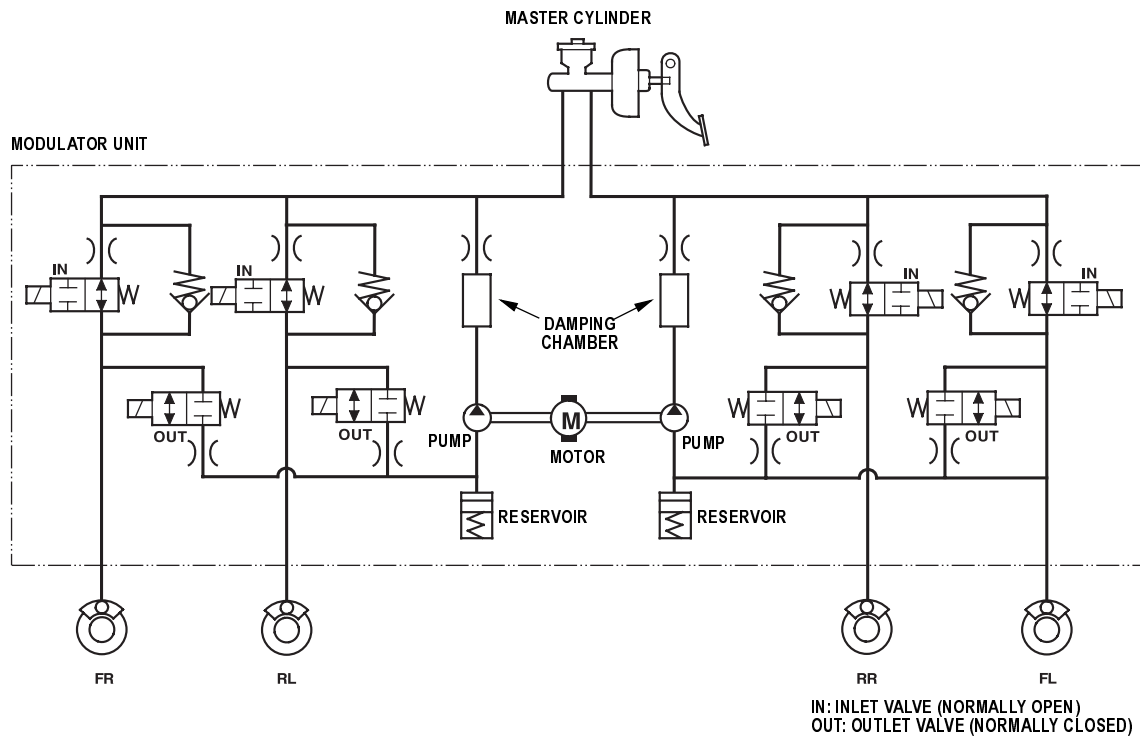 MASTER CYLINDER
MODULATOR UNIT
IN
IN
IN
IN
DAMPING
CHAMBER
OUT
OUT
OUT
OUT
PUMP
M
PUMP
MOTOR
RESERVOIR
RESERVOIR
FR
RL
RR
FL
IN: INLET VALVE (NORMALLY OPEN)
OUT: OUTLET VALVE (NORMALLY CLOSED)